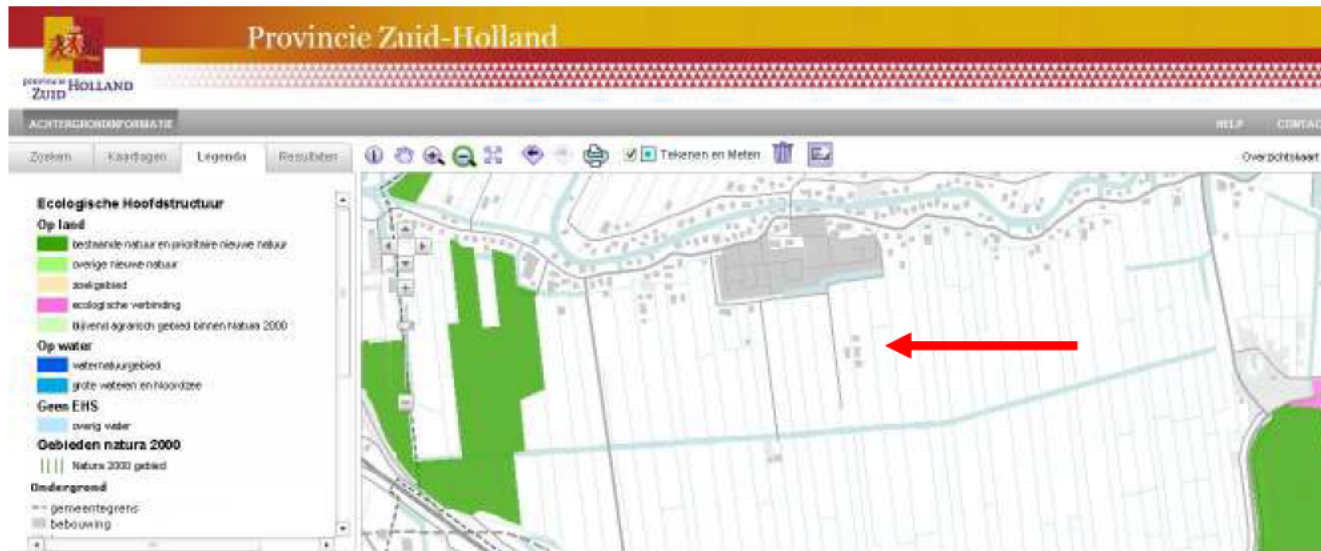 Provincie Zuid-Holland
provincie
ZUID HOLLAND
ACHTERGRONDINFORMATIE
HELP
CONTAC
Zoeken
Kaartlagen
Legenda
Resultaten
Tekenen en Meten
Overzichtskaart
Ecologische Hoofdstructuur
Op land
bestaande natuur en prioritaire nieuwe natuur
overige nieuwe natuur
zoekgebied
ecologische verbinding
Blijvend agrarisch gebied binnen Natura 2000
Op water
waternatuurgebied
grote wateren en Noordzee
Geen EHS
overig water
Gebieden natura 2000
Natura 2000 gebied
Ondergrond
gemeentegrens
bebouwing